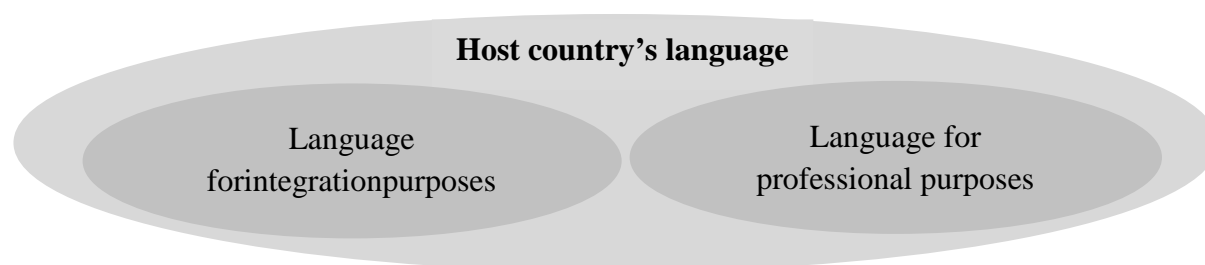 Host country’s language
Language
forintegrationpurposes
Language for
professional purposes